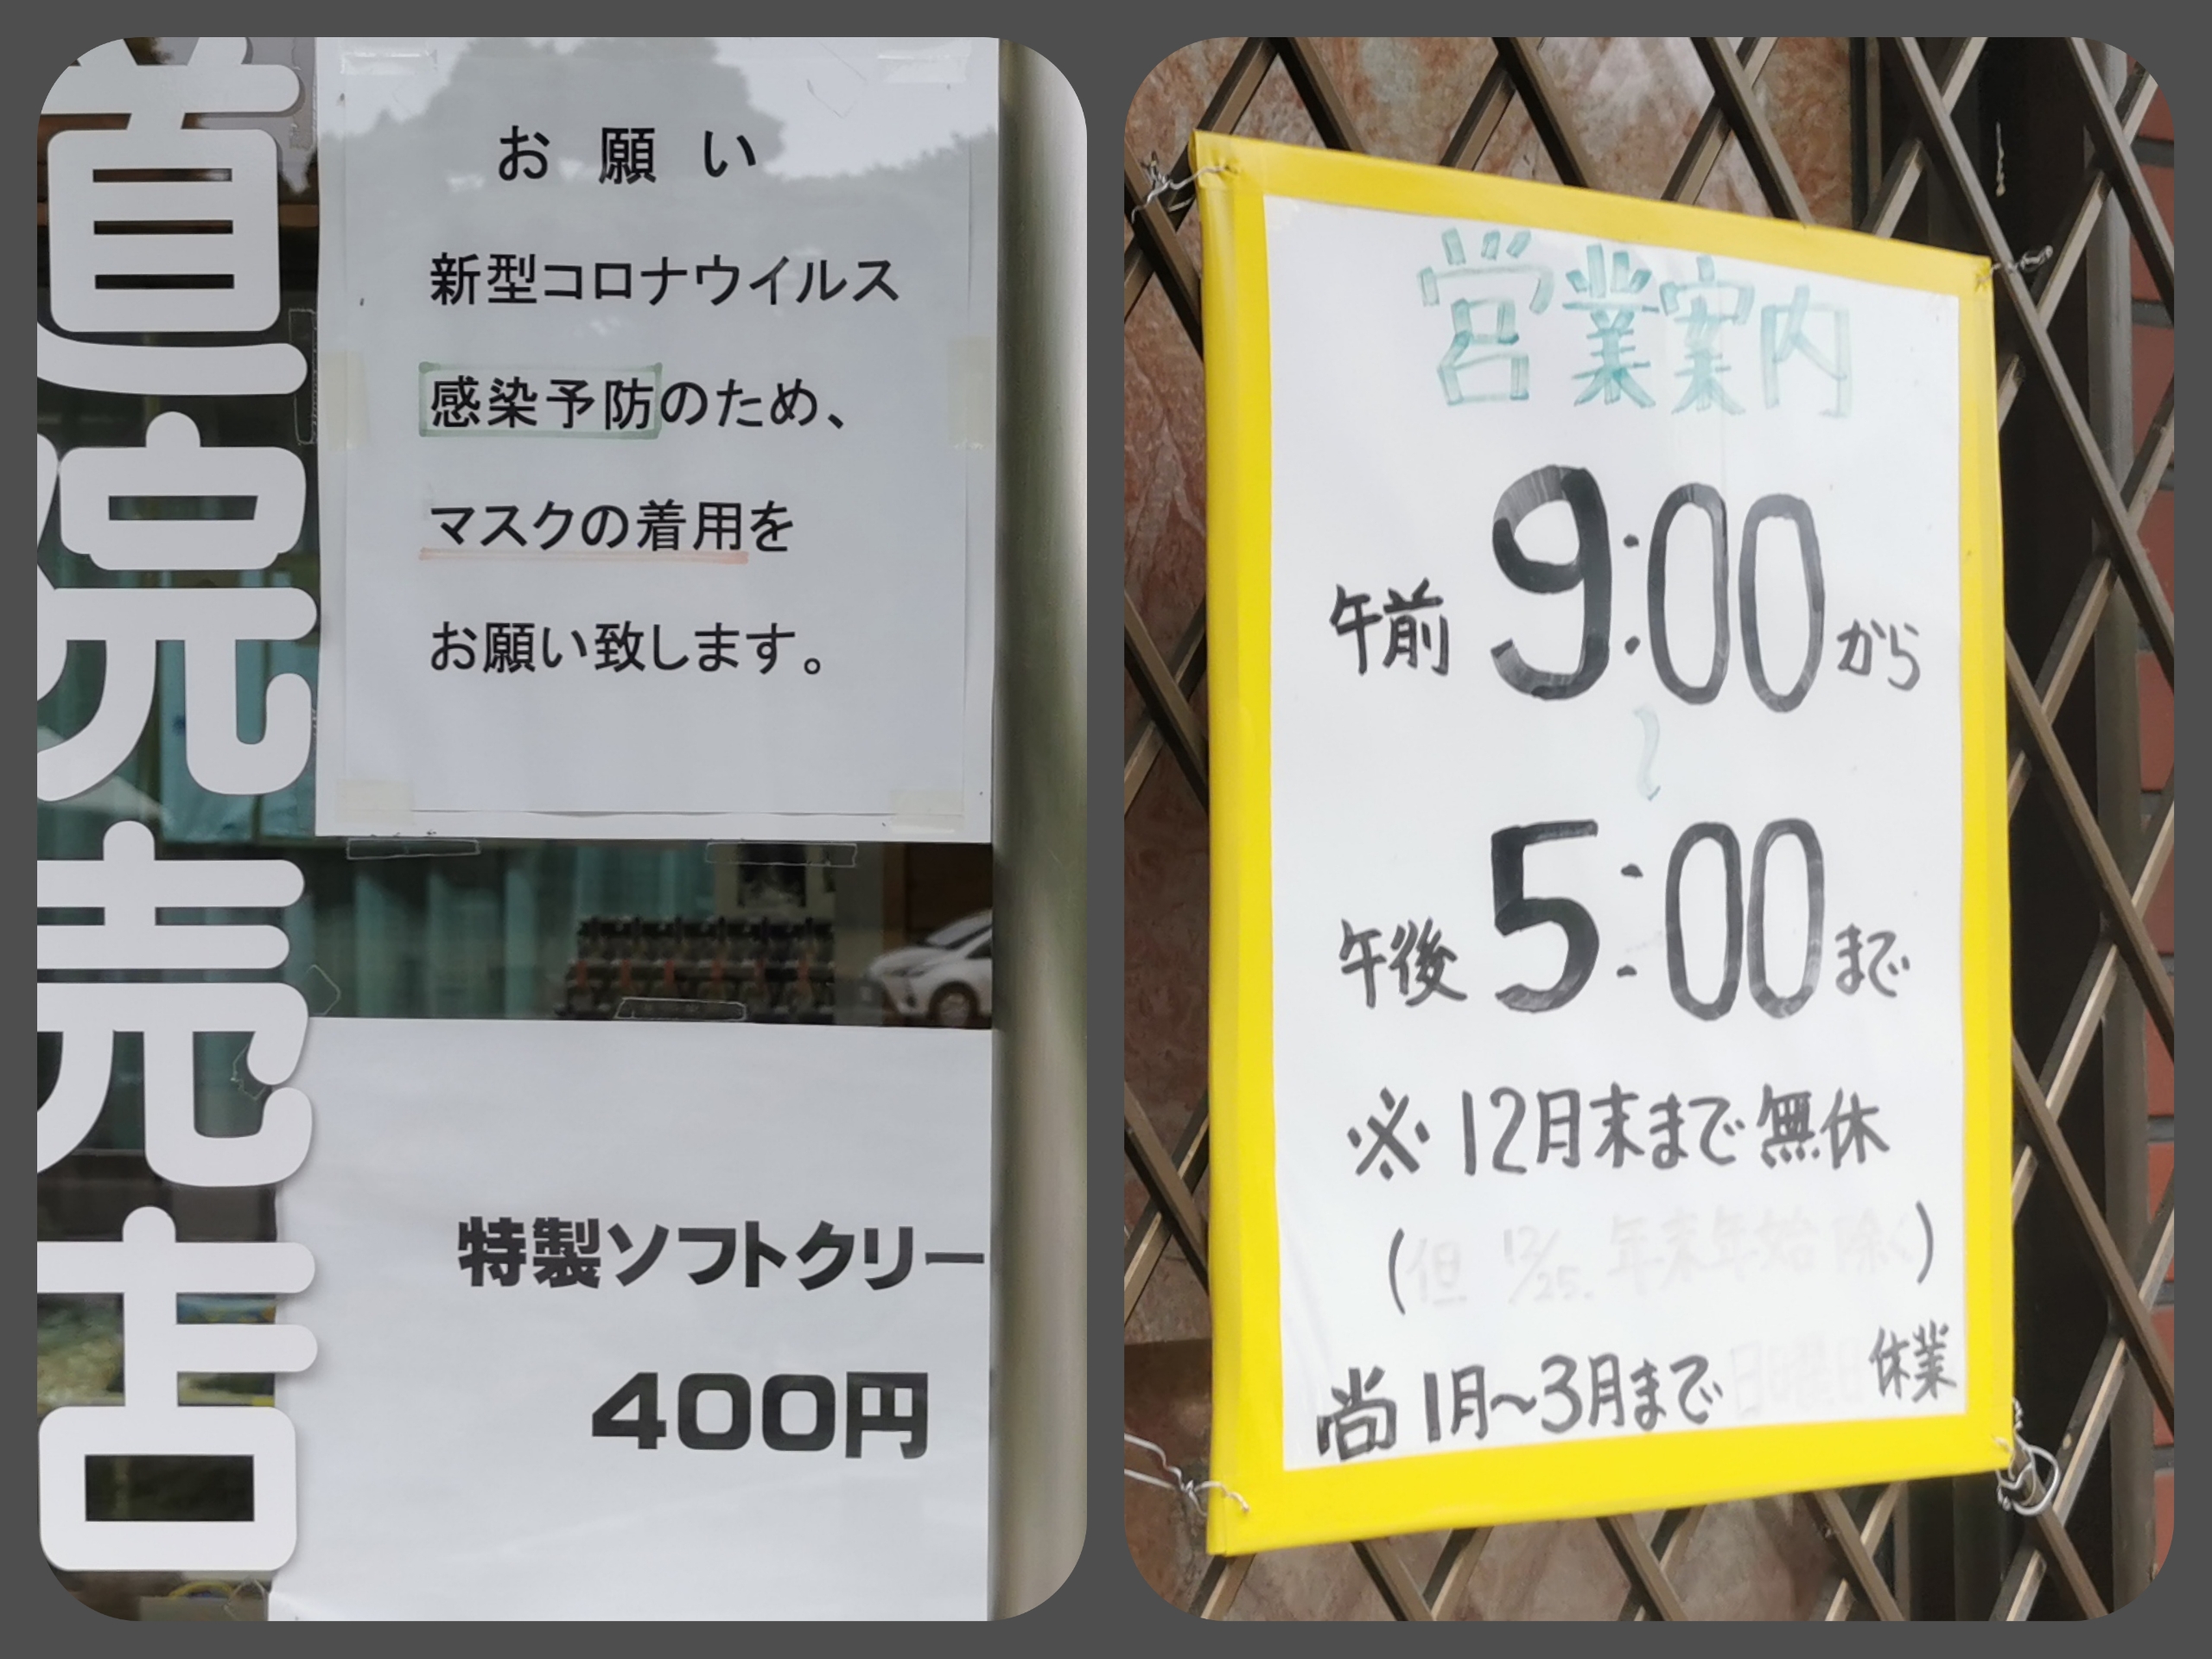 道
完売店
お願い
新型コロナウイルス
感染予防のため、
マスクの着用を
お願い致します。
特製ソフトクリー
400円
営業案内
午前 9:00から
〜
午後 5:00まで
※ 12月末まで無休
(但 12/25. 年末年始除く)
尚 1月〜3月まで 日曜日 休業